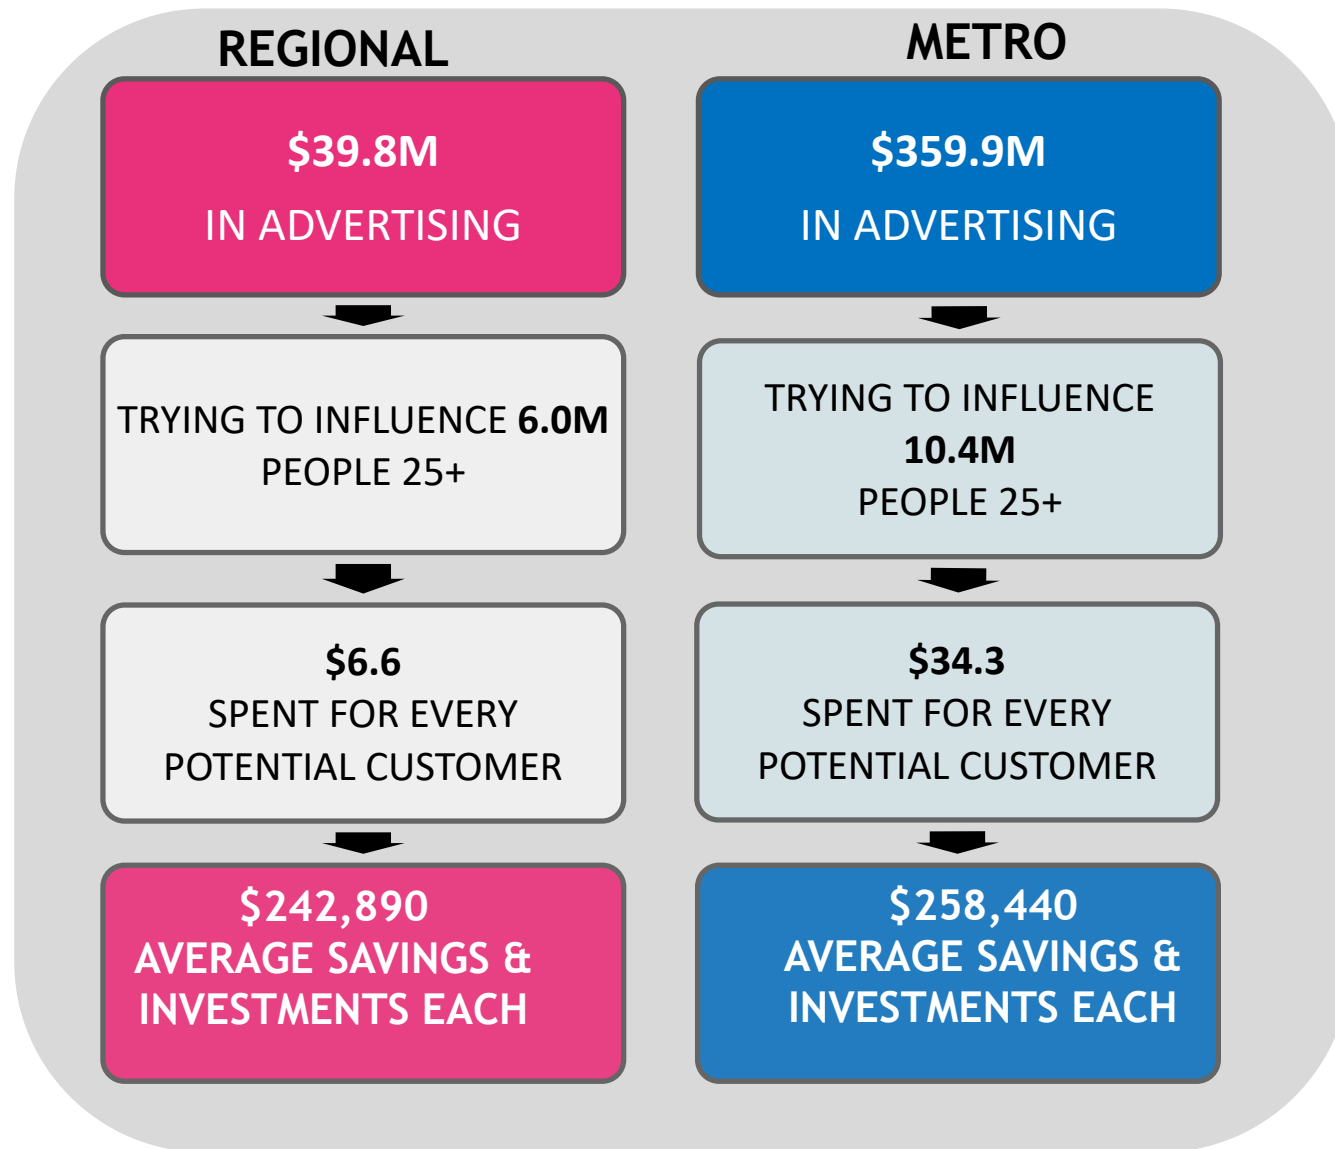 REGIONAL
$39.8M
IN ADVERTISING
TRYING TO INFLUENCE 6.0M
PEOPLE 25+
$6.6
SPENT FOR EVERY
POTENTIAL CUSTOMER
$242,890
AVERAGE SAVINGS &
INVESTMENTS EACH
METRO
$359.9M
IN ADVERTISING
TRYING TO INFLUENCE
10.4M
PEOPLE 25+
$34.3
SPENT FOR EVERY
POTENTIAL CUSTOMER
$258,440
AVERAGE SAVINGS &
INVESTMENTS EACH